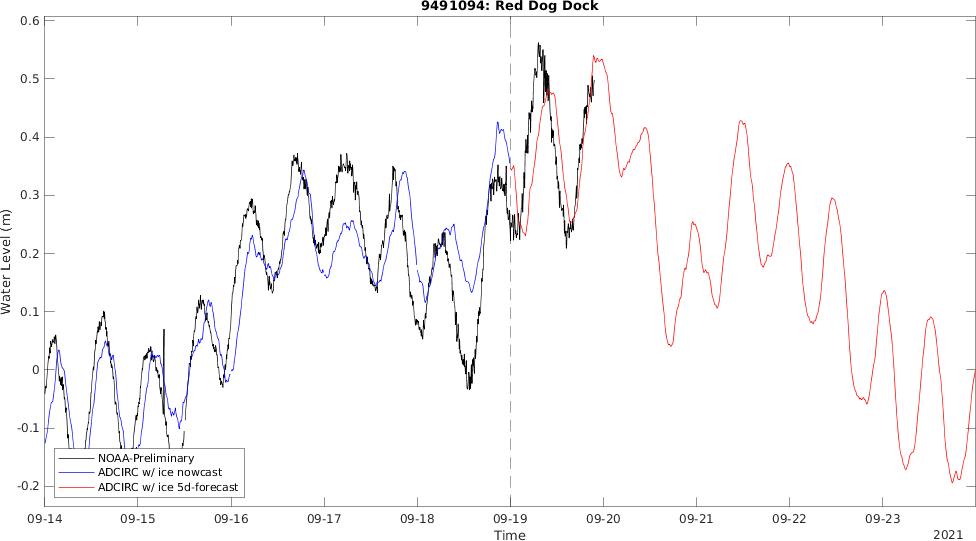 9491094: Red Dog Dock
0.6
0.5
0.4
0.3
0.2
0.1
0
-0.1
-0.2
Water Level (m)
NOAA-Preliminary
ADCIRC w/ ice nowcast
ADCIRC w/ ice 5d-forecast
09-14 09-15 09-16 09-17 09-18 09-19 09-20 09-21 09-22 09-23
Time
2021